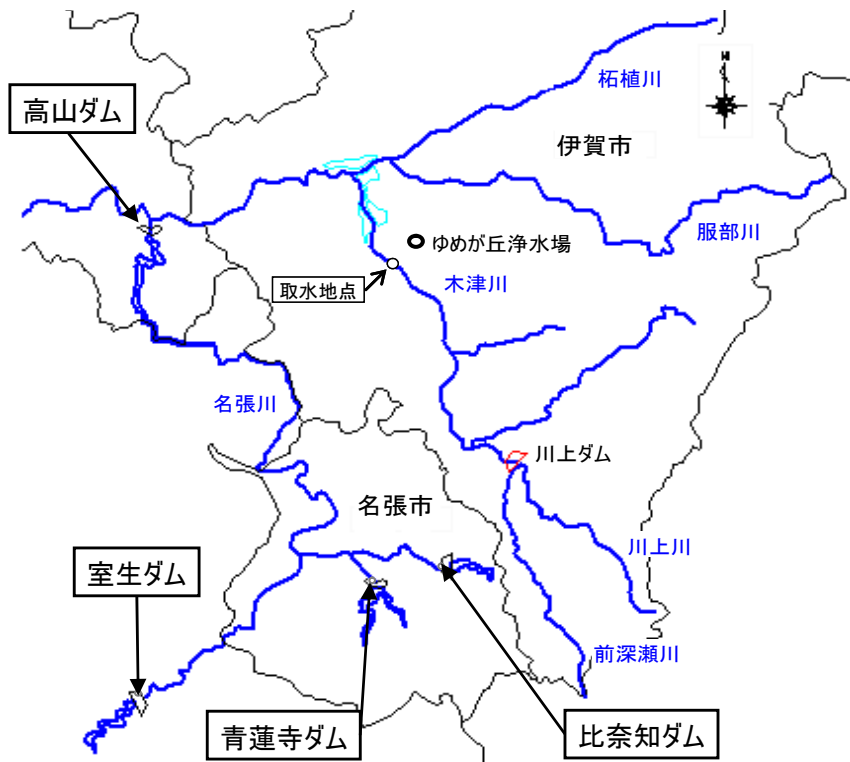 N
柘植川
高山ダム
伊賀市
服部川
ゆめが丘浄水場
取水地点
木津川
名張川
川上ダム
名張市
川上川
室生ダム
前深瀬川
青蓮寺ダム
比奈知ダム